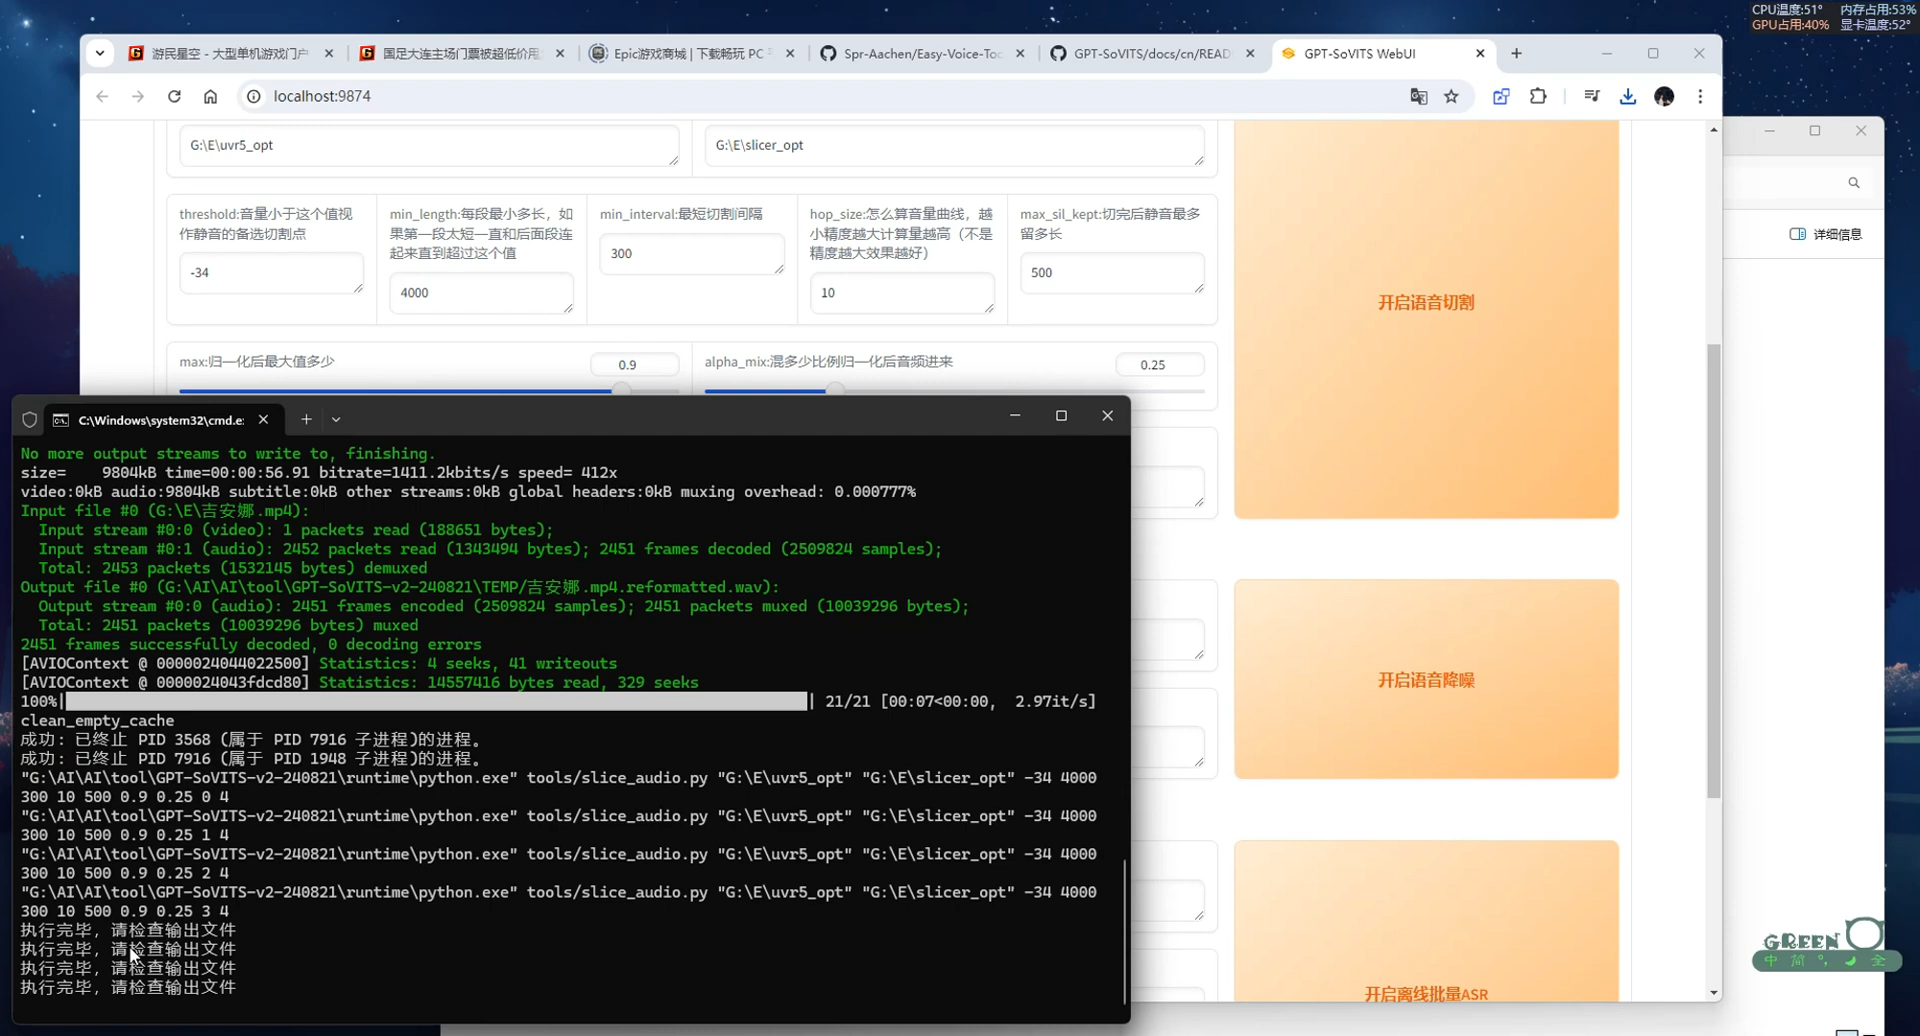 CPU温度:51° 内存占用:53%
GPU占用:40% 显卡温度:52°
游民星空 - 大型单机游戏门户
国足大连主场门票被超低价甩
Epic游戏商城 | 下载畅玩 PC
Spr-Aachen/Easy-Voice-Too
GPT-SoVITS/docs/cn/READ
GPT-SoVITS WebUI
localhost:9874
G:\E\uvr5_opt
G:\E\slicer_opt
threshold:音量小于这个值视
作静音的备选切割点
-34
min_length:每段最小多长，如
果第一段太短一直和后面段连
起来直到超过这个值
4000
min_interval:最短切割间隔
300
hop_size:怎么算音量曲线，越
小精度越大计算量越高（不是
精度越大效果越好）
10
max_sil_kept:切完后静音最多
留多长
500
开启语音切割
详细信息
max:归一化后最大值多少
0.9
alpha_mix:混多少比例归一化后音频进来
0.25
C:\Windows\system32\cmd.e:
No more output streams to write to, finishing.
size=    9804kB time=00:00:56.91 bitrate=1411.2kbits/s speed= 412x
video:0kB audio:9804kB subtitle:0kB other streams:0kB global headers:0kB muxing overhead: 0.000777%
Input file #0 (G:\E\吉安娜.mp4):
  Input stream #0:0 (video): 1 packets read (188651 bytes);
  Input stream #0:1 (audio): 2452 packets read (1343494 bytes); 2451 frames decoded (2509824 samples);
  Total: 2453 packets (1532145 bytes) demuxed
Output file #0 (G:\AI\AI\tool\GPT-SoVITS-v2-240821\TEMP/吉安娜.mp4.reformatted.wav):
  Output stream #0:0 (audio): 2451 frames encoded (2509824 samples); 2451 packets muxed (10039296 bytes);
  Total: 2451 packets (10039296 bytes) muxed
2451 frames successfully decoded, 0 decoding errors
[AVIOContext @ 0000024044022500] Statistics: 4 seeks, 41 writeouts
[AVIOContext @ 0000024043fdcd80] Statistics: 14557416 bytes read, 329 seeks
100%| | 21/21 [00:07<00:00,  2.97it/s]
clean_empty_cache
成功: 已终止 PID 3568 (属于 PID 7916 子进程)的进程。
成功: 已终止 PID 7916 (属于 PID 1948 子进程)的进程。
"G:\AI\AI\tool\GPT-SoVITS-v2-240821\runtime\python.exe" tools/slice_audio.py "G:\E\uvr5_opt" "G:\E\slicer_opt" -34 4000
300 10 500 0.9 0.25 0 4
"G:\AI\AI\tool\GPT-SoVITS-v2-240821\runtime\python.exe" tools/slice_audio.py "G:\E\uvr5_opt" "G:\E\slicer_opt" -34 4000
300 10 500 0.9 0.25 1 4
"G:\AI\AI\tool\GPT-SoVITS-v2-240821\runtime\python.exe" tools/slice_audio.py "G:\E\uvr5_opt" "G:\E\slicer_opt" -34 4000
300 10 500 0.9 0.25 2 4
"G:\AI\AI\tool\GPT-SoVITS-v2-240821\runtime\python.exe" tools/slice_audio.py "G:\E\uvr5_opt" "G:\E\slicer_opt" -34 4000
300 10 500 0.9 0.25 3 4
执行完毕，请检查输出文件
执行完毕，请检查输出文件
执行完毕，请检查输出文件
执行完毕，请检查输出文件
开启语音降噪
开启离线批量ASR
GREEN
中 简 °, 全